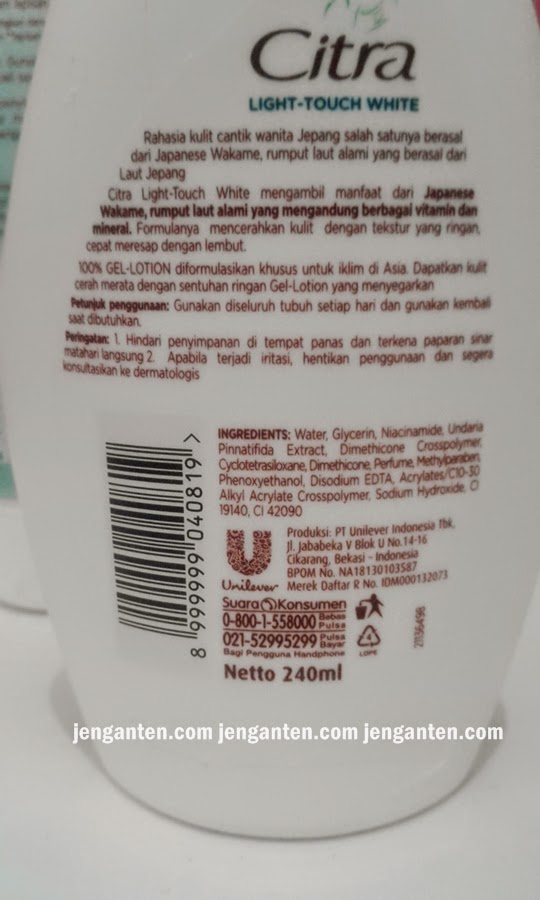 Citra
LIGHT-TOUCH WHITE
Rahasia kulit cantik wanita Jepang salah satunya berasal
dari Japanese Wakame, rumput laut alami yang berasal dari
Laut Jepang
Citra Light-Touch White mengambil manfaat dari Japanese
Wakame, rumput laut alami yang mengandung berbagai vitamin dan
mineral. Formulanya mencerahkan kulit dengan tekstur yang ringan,
cepat meresap dengan lembut.
100% GEL-LOTION diformulasikan khusus untuk iklim di Asia. Dapatkan kulit
cerah merata dengan sentuhan ringan Gel-Lotion yang menyegarkan
Petunjuk penggunaan: Gunakan diseluruh tubuh setiap hari dan gunakan kembali
saat dibutuhkan.
Peringatan: 1. Hindari penyimpanan di tempat panas dan terkena paparan sinar
matahari langsung 2. Apabila terjadi iritasi, hentikan penggunaan dan segera
konsultasikan ke dermatologis
INGREDIENTS: Water, Glycerin, Niacinamide, Undaria
Pinnatifida Extract, Dimethicone Crosspolymer,
Cyclotetrasiloxane, Dimethicone, Perfume, Methylparaben,
Phenoxyethanol, Disodium EDTA, Acrylates/C10-30
Alkyl Acrylate Crosspolymer, Sodium Hydroxide, CI
19140, CI 42090
8 999999 040819 >
Produksi: PT Unilever Indonesia Tbk.
Jl. Jababeka V Blok U No.14-16
Cikarang, Bekasi - Indonesia
BPOM No. NA18130103587
Merek Daftar R No. IDM000132073
Unilever
Suara Konsumen
0-800-1-558000 Bebas Pulsa
021-52995299 Pulsa Bayar
Bagi Pengguna Handphone
LDPE
Netto 240ml
jenganten.com jenganten.com jenganten.com